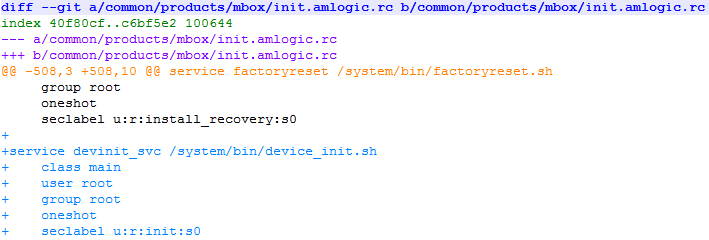 diff --git a/common/products/mbox/init.amlogic.rc b/common/products/mbox/init.amlogic.rc
index 40f80cf..c6bf5e2 100644
--- a/common/products/mbox/init.amlogic.rc
+++ b/common/products/mbox/init.amlogic.rc
@@ -508,3 +508,10 @@ service factoryreset /system/bin/factoryreset.sh
     group root
     oneshot
     seclabel u:r:install_recovery:s0
+
+service devinit_svc /system/bin/device_init.sh
+    class main
+    user root
+    group root
+    oneshot
+    seclabel u:r:init:s0